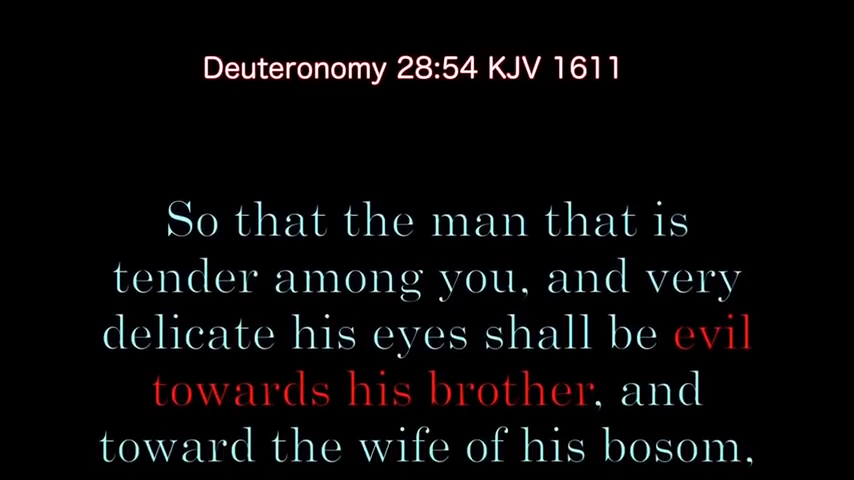 Deuteronomy 28:54 KJV 1611
So that the man that is
tender among you, and very
delicate his eyes shall be evil
towards his brother, and
toward the wife of his bosom,